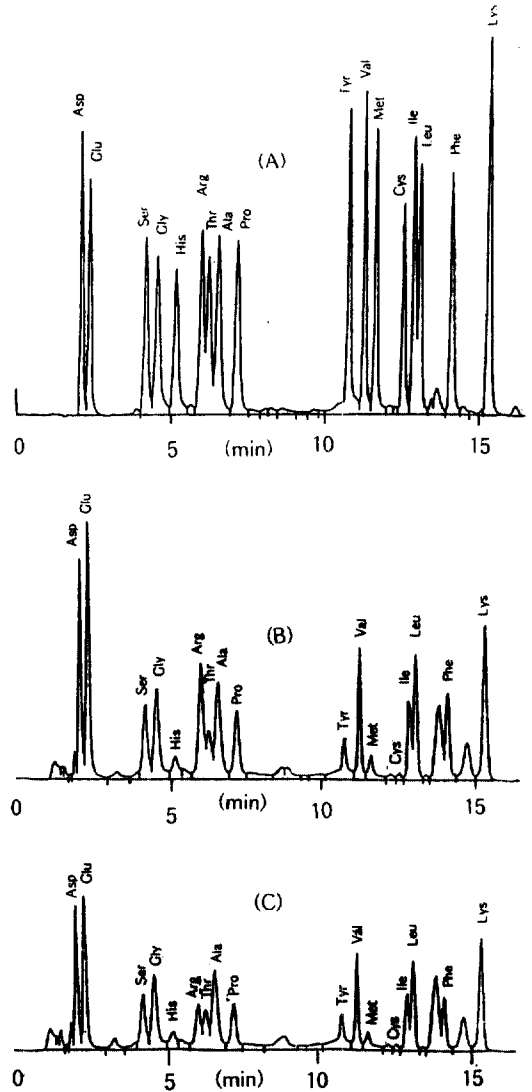 Lys
Tyr Val Met
Asp Glu
(A)
Ile Leu Phe
Arg Thr Ala Pro
Cys
Ser Gly His
0 5 (min) 10 15
Asp Glu
(B)
Val Leu Lys
Arg Thr Ala
Ile Phe
Ser Gly Pro
His Tyr Met Cys
0 5 (min) 10 15
Asp Glu
(C)
Val Leu Lys
Ser Gly Ala
Ile Phe
His Arg Thr Pro Tyr Met Cys
0 5 (min) 10 15